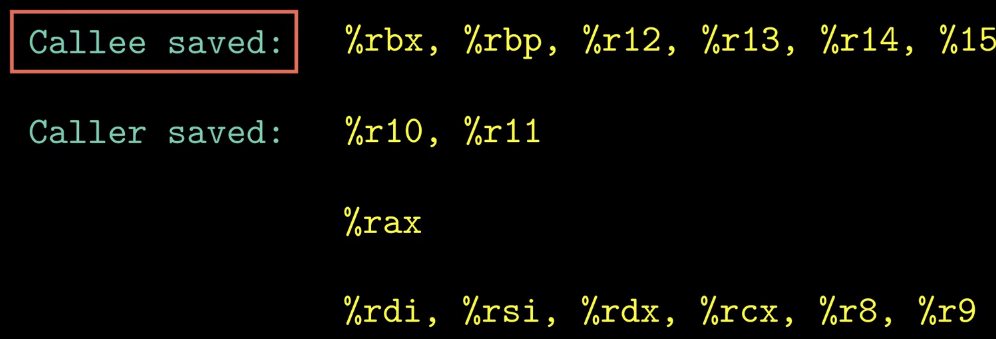 Callee saved: %rbx, %rbp, %r12, %r13, %r14, %15
Caller saved: %r10, %r11
%rax
%rdi, %rsi, %rdx, %rcx, %r8, %r9